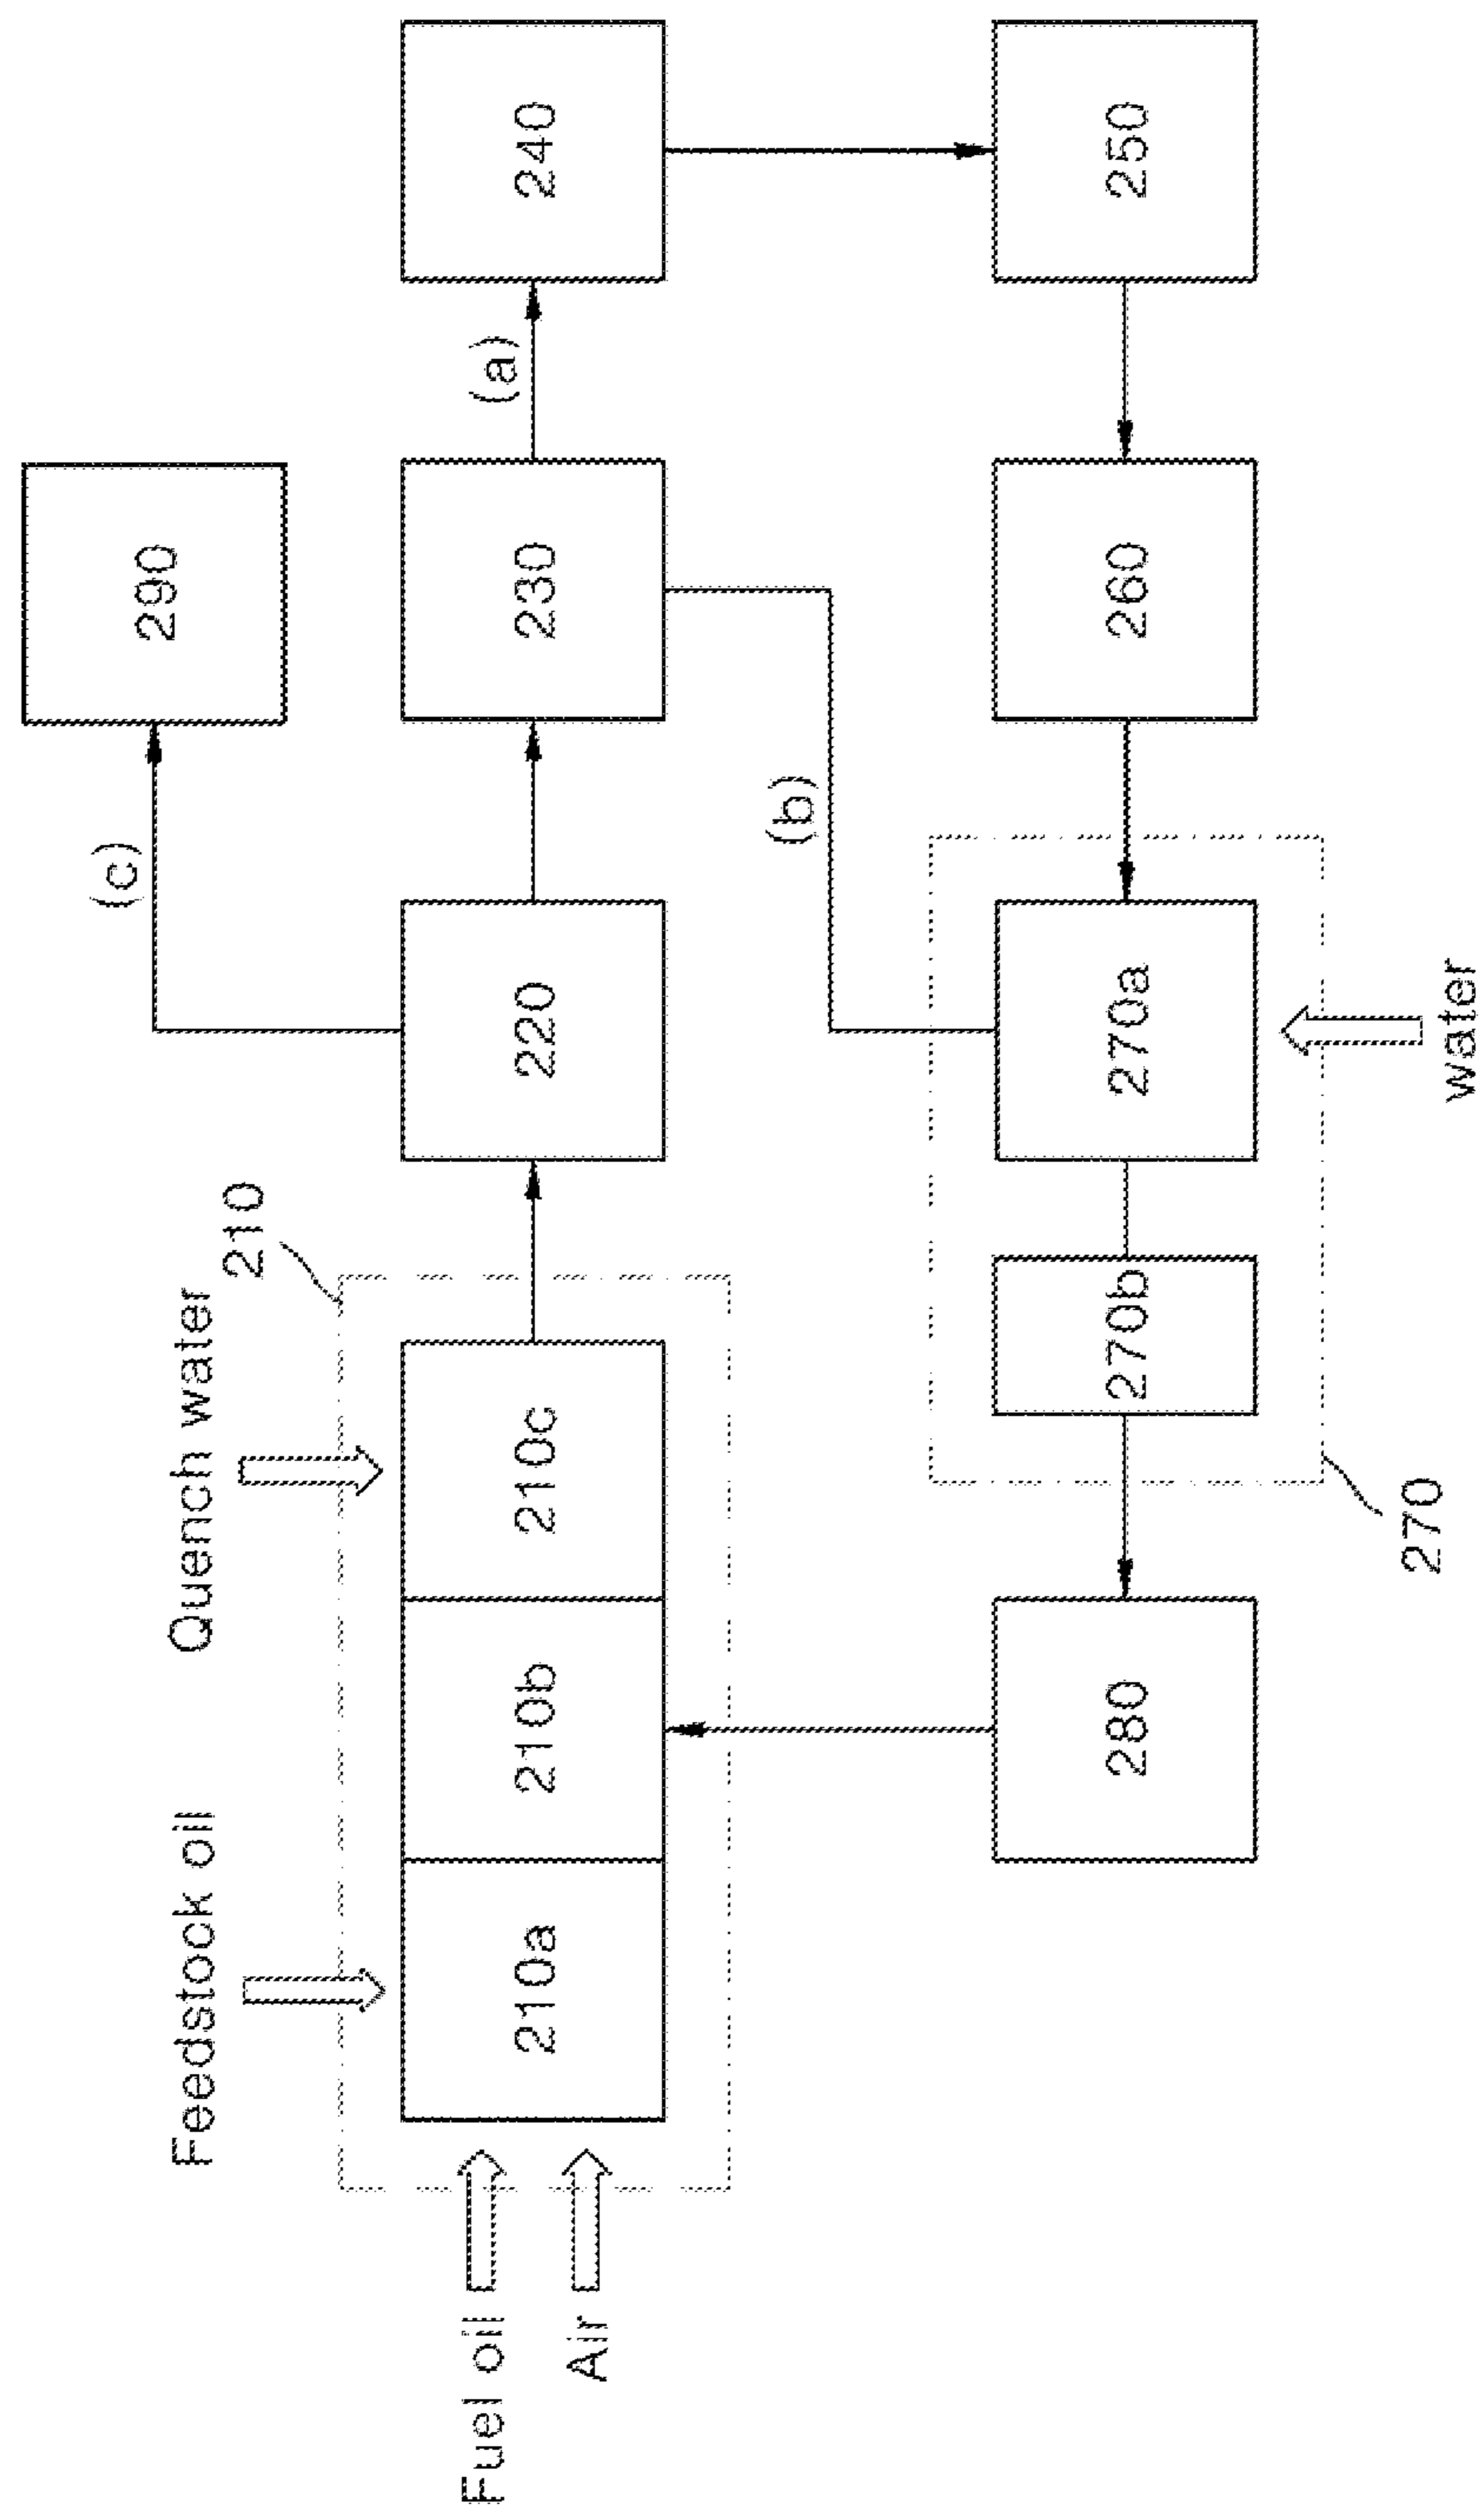 (c)
290
Feedstock oil
Quench water
210
Fuel oil
(a)
210a
210b
210c
220
230
240
Air
(b)
280
270b
270a
260
250
270
water